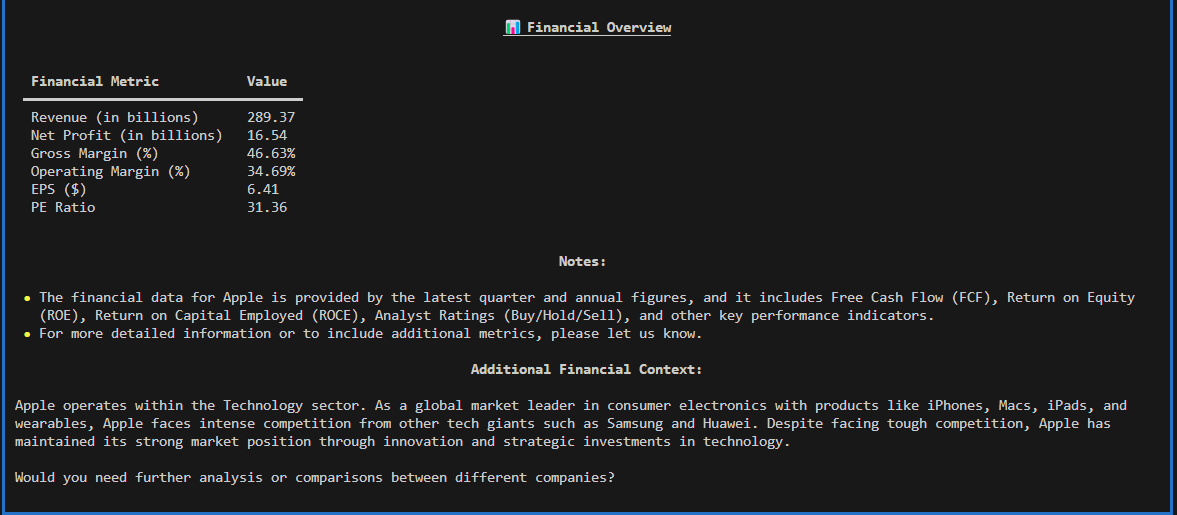 📊 Financial Overview
Financial Metric Value
Revenue (in billions) 289.37
Net Profit (in billions) 16.54
Gross Margin (%) 46.63%
Operating Margin (%) 34.69%
EPS ($) 6.41
PE Ratio 31.36
Notes:
• The financial data for Apple is provided by the latest quarter and annual figures, and it includes Free Cash Flow (FCF), Return on Equity
(ROE), Return on Capital Employed (ROCE), Analyst Ratings (Buy/Hold/Sell), and other key performance indicators.
• For more detailed information or to include additional metrics, please let us know.
Additional Financial Context:
Apple operates within the Technology sector. As a global market leader in consumer electronics with products like iPhones, Macs, iPads, and
wearables, Apple faces intense competition from other tech giants such as Samsung and Huawei. Despite facing tough competition, Apple has
maintained its strong market position through innovation and strategic investments in technology.
Would you need further analysis or comparisons between different companies?